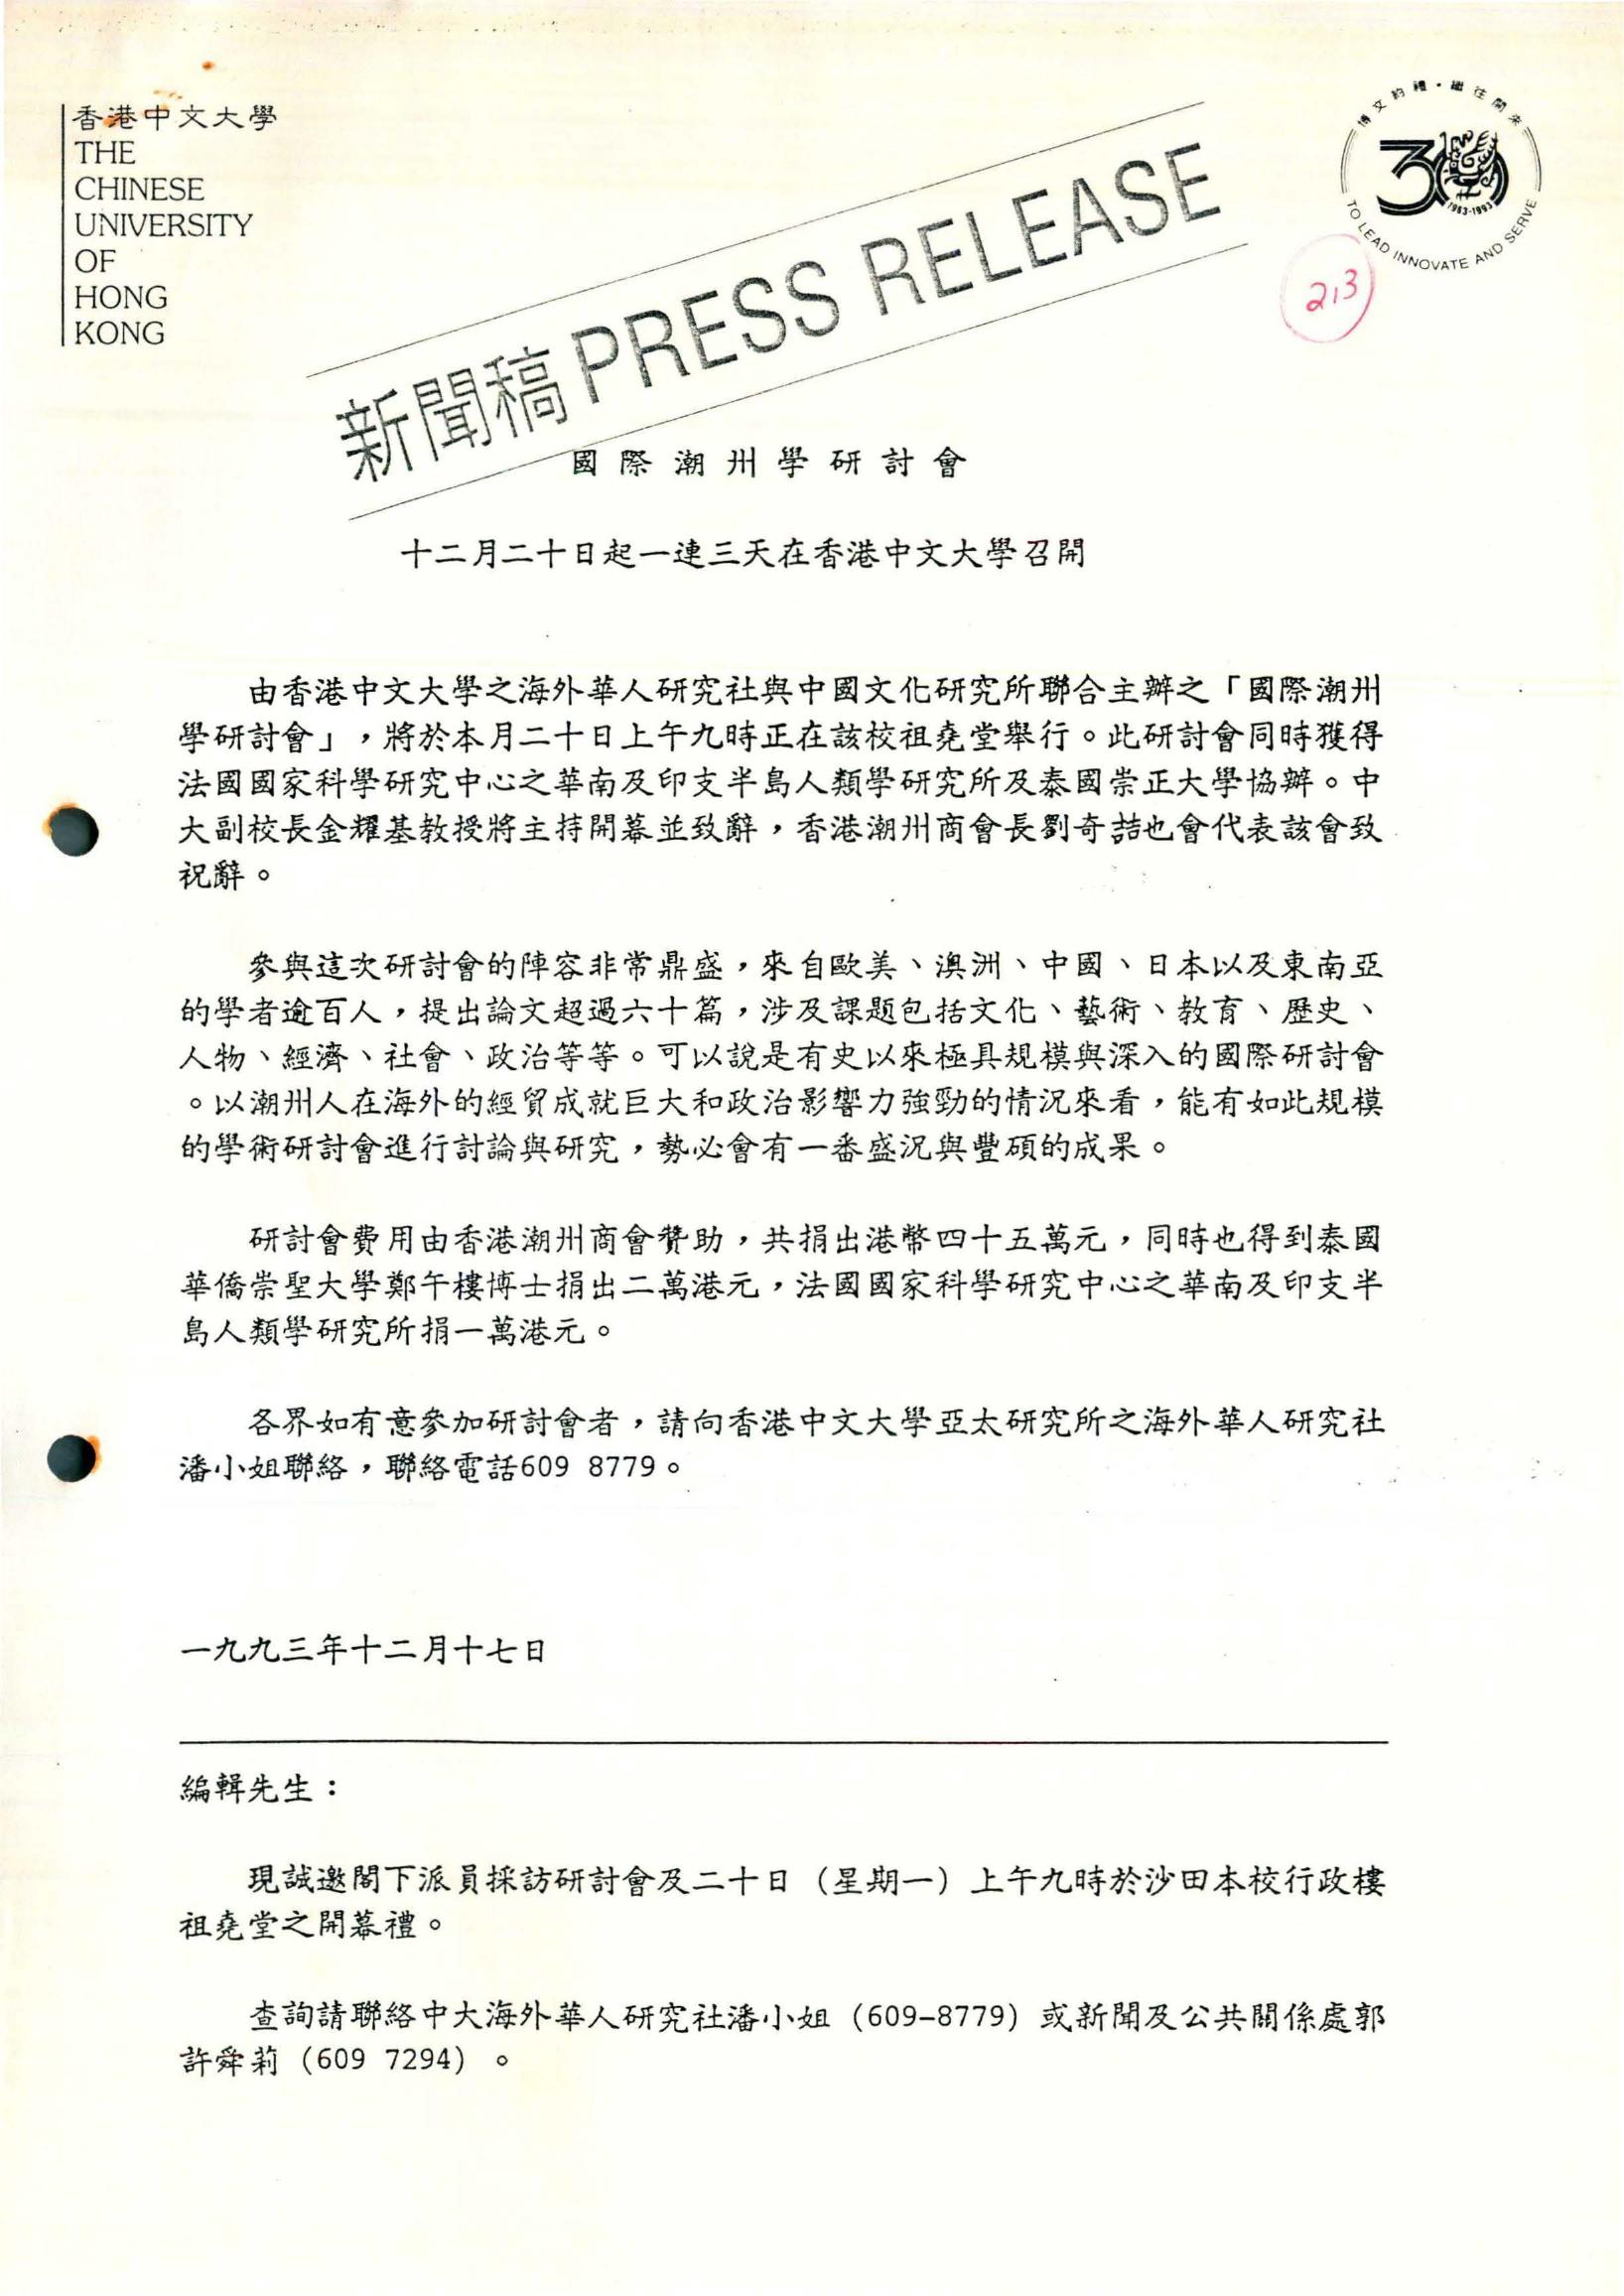 香港中文大學
THE
CHINESE
UNIVERSITY
OF
HONG
KONG
博文約禮・繼往開來
30
1963-1993
TO LEAD INNOVATE AND SERVE
213
新聞稿 PRESS RELEASE
國際潮州學研討會
十二月二十日起一連三天在香港中文大學召開
由香港中文大學之海外華人研究社與中國文化研究所聯合主辦之「國際潮州
學研討會」，將於本月二十日上午九時正在該校祖堯堂舉行。此研討會同時獲得
法國國家科學研究中心之華南及印支半島人類學研究所及泰國崇正大學協辦。中
大副校長金耀基教授將主持開幕並致辭，香港潮州商會長劉奇喆也會代表該會致
祝辭。
參與這次研討會的陣容非常鼎盛，來自歐美、澳洲、中國、日本以及東南亞
的學者逾百人，提出論文超過六十篇，涉及課題包括文化、藝術、教育、歷史、
人物、經濟、社會、政治等等。可以說是有史以來極具規模與深入的國際研討會
。以潮州人在海外的經貿成就巨大和政治影響力強勁的情況來看，能有如此規模
的學術研討會進行討論與研究，勢必會有一番盛況與豐碩的成果。
研討會費用由香港潮州商會贊助，共捐出港幣四十五萬元，同時也得到泰國
華僑崇聖大學鄭午樓博士捐出二萬港元，法國國家科學研究中心之華南及印支半
島人類學研究所捐一萬港元。
各界如有意參加研討會者，請向香港中文大學亞太研究所之海外華人研究社
潘小姐聯絡，聯絡電話609 8779。
一九九三年十二月十七日
編輯先生：
現誠邀閣下派員採訪研討會及二十日（星期一）上午九時於沙田本校行政樓
祖堯堂之開幕禮。
查詢請聯絡中大海外華人研究社潘小姐（609-8779）或新聞及公共關係處郭
許舜莉（609 7294）。